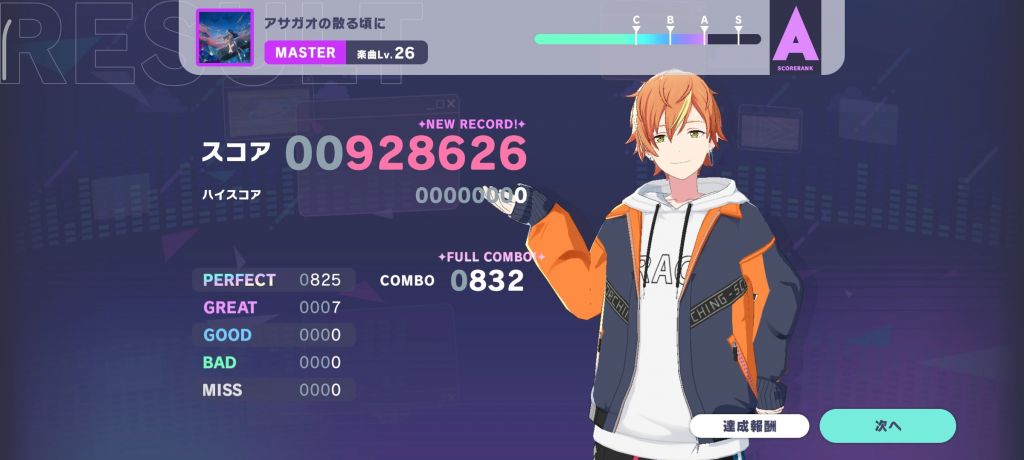 RESULT
アサガオの散る頃に
MASTER 楽曲Lv.26
C B A S
A
SCORERANK
NEW RECORD!
スコア 00928626
ハイスコア 00000000
FULL COMBO!
PERFECT 0825
COMBO 0832
GREAT 0007
GOOD 0000
BAD 0000
MISS 0000
達成報酬
次へ